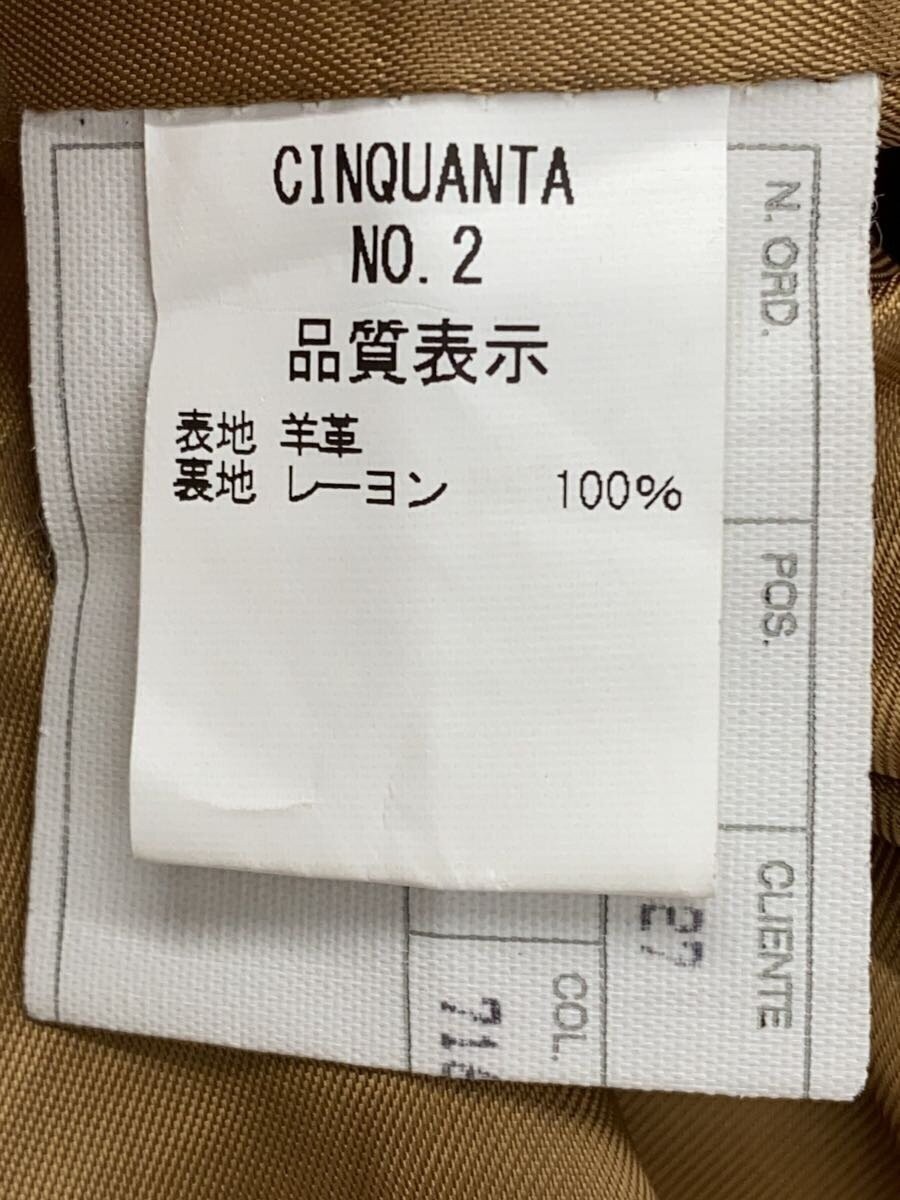 CINQUANTA
NO.2
品質表示
表地 羊革
裏地 レーヨン 100%
N. ORD.
POS.
CLIENTE
27
COL.